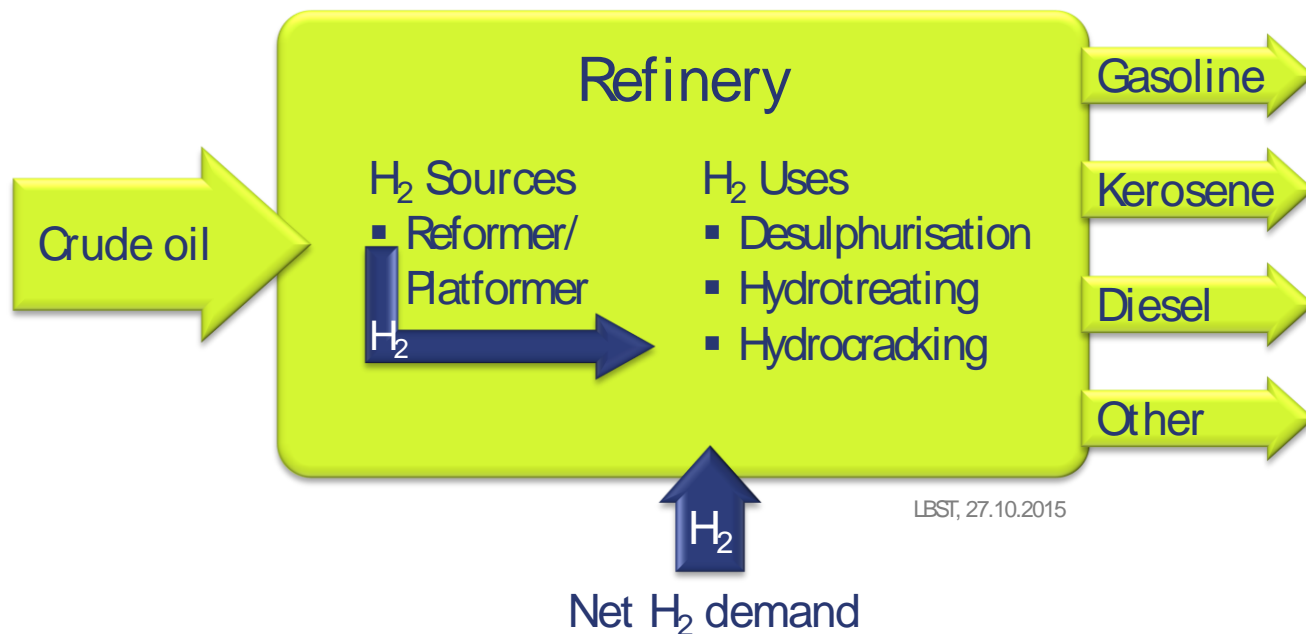 Refinery
Crude oil
H₂ Sources
▪ Reformer/
Platformer
H₂
H₂ Uses
▪ Desulphurisation
▪ Hydrotreating
▪ Hydrocracking
Gasoline
Kerosene
Diesel
Other
LBST, 27.10.2015
H₂
Net H₂ demand